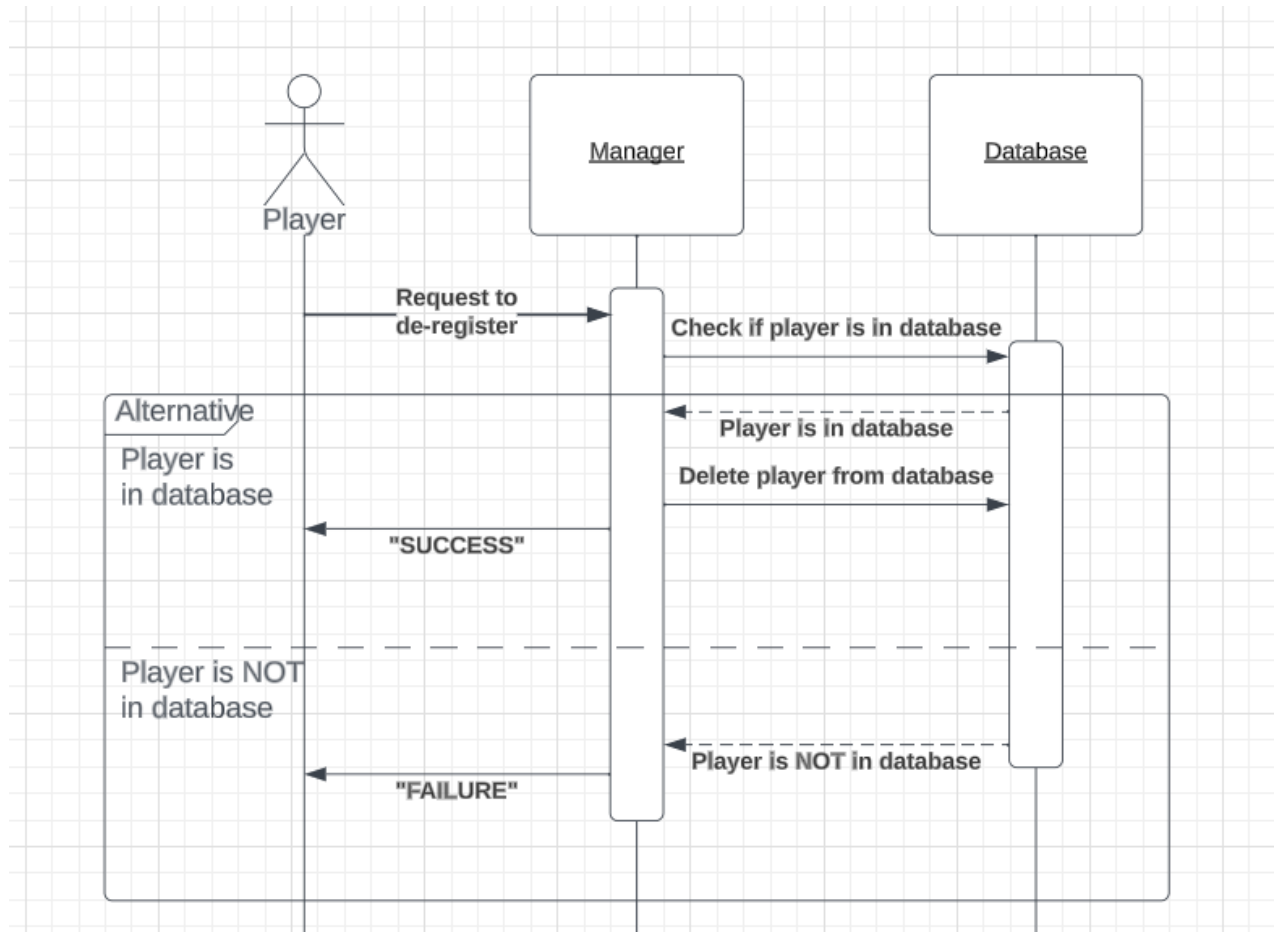 Manager
Database
Player
Request to
de-register
Check if player is in database
Alternative
Player is in database
Player is
in database
Delete player from database
"SUCCESS"
Player is NOT
in database
Player is NOT in database
"FAILURE"